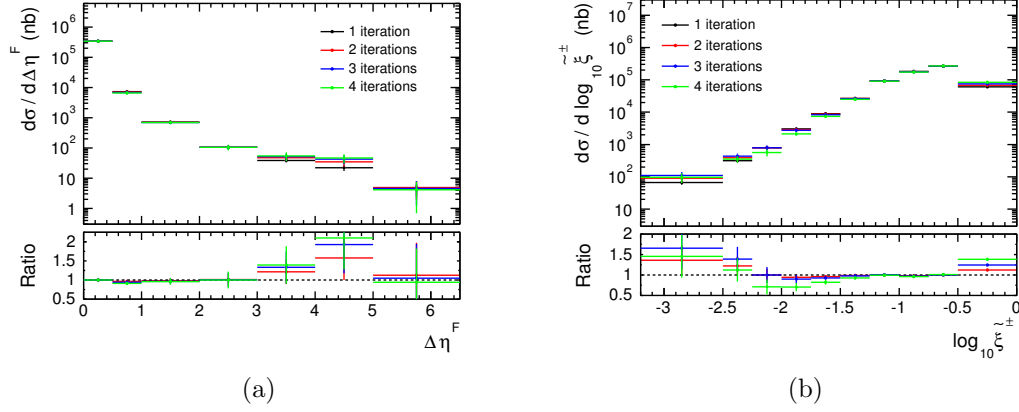 dσ / dΔη^F (nb)
10^6
10^5
10^4
10^3
10^2
10
1
1 iteration
2 iterations
3 iterations
4 iterations
Ratio
2
1.5
1
0.5
0 1 2 3 4 5 6
Δη^F
(a)
dσ / d log_10 ξ̃^± (nb)
10^7
10^6
10^5
10^4
10^3
10^2
10
1 iteration
2 iterations
3 iterations
4 iterations
Ratio
2
1.5
1
0.5
-3 -2.5 -2 -1.5 -1 -0.5 0
log_10 ξ̃^±
(b)